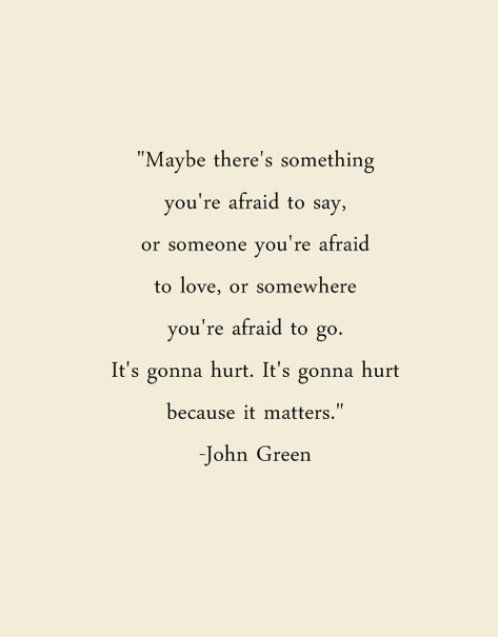 "Maybe there's something
you're afraid to say,
or someone you're afraid
to love, or somewhere
you're afraid to go.
It's gonna hurt. It's gonna hurt
because it matters."
-John Green